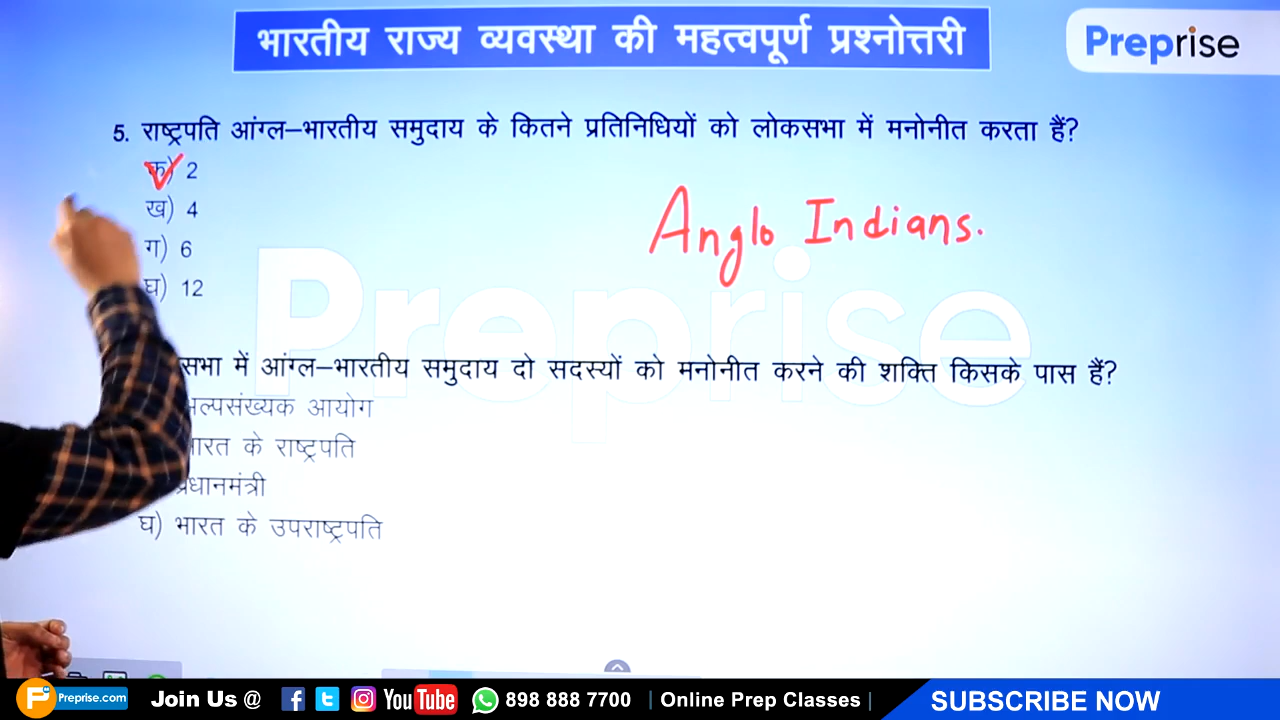 भारतीय राज्य व्यवस्था की महत्वपूर्ण प्रश्नोत्तरी
Preprise
5. राष्ट्रपति आंग्ल–भारतीय समुदाय के कितने प्रतिनिधियों को लोकसभा में मनोनीत करता हैं?
क) 2
ख) 4
ग) 6
घ) 12
Anglo Indians.
Preprise
सभा में आंग्ल–भारतीय समुदाय दो सदस्यों को मनोनीत करने की शक्ति किसके पास हैं?
अल्पसंख्यक आयोग
भारत के राष्ट्रपति
प्रधानमंत्री
घ) भारत के उपराष्ट्रपति
Preprise.com Join Us @ YouTube 898 888 7700 | Online Prep Classes | SUBSCRIBE NOW